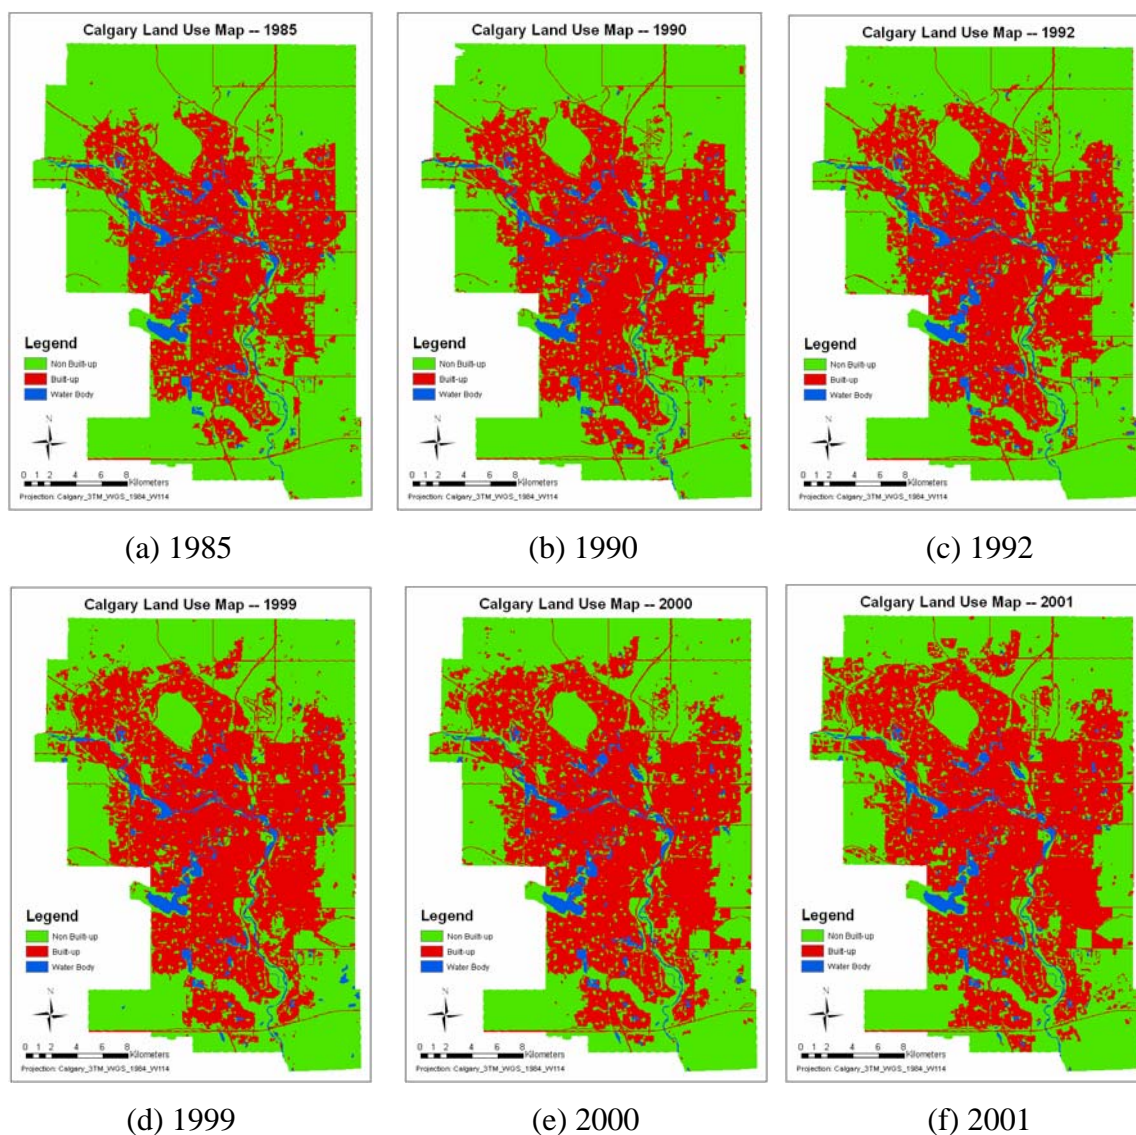 Calgary Land Use Map -- 1985
Legend
Non Built-up
Built-up
Water Body
N
0 1 2 4 6 8
Kilometers
Projection: Calgary_3TM_WGS_1984_W114
(a) 1985
Calgary Land Use Map -- 1990
Legend
Non Built-up
Built-up
Water Body
N
0 1 2 4 6 8
Kilometers
Projection: Calgary_3TM_WGS_1984_W114
(b) 1990
Calgary Land Use Map -- 1992
Legend
Non Built-up
Built-up
Water Body
N
0 1 2 4 6 8
Kilometers
Projection: Calgary_3TM_WGS_1984_W114
(c) 1992
Calgary Land Use Map -- 1999
Legend
Non Built-up
Built-up
Water Body
N
0 1 2 4 6 8
Kilometers
Projection: Calgary_3TM_WGS_1984_W114
(d) 1999
Calgary Land Use Map -- 2000
Legend
Non Built-up
Built-up
Water Body
N
0 1 2 4 6 8
Kilometers
Projection: Calgary_3TM_WGS_1984_W114
(e) 2000
Calgary Land Use Map -- 2001
Legend
Non Built-up
Built-up
Water Body
N
0 1 2 4 6 8
Kilometers
Projection: Calgary_3TM_WGS_1984_W114
(f) 2001